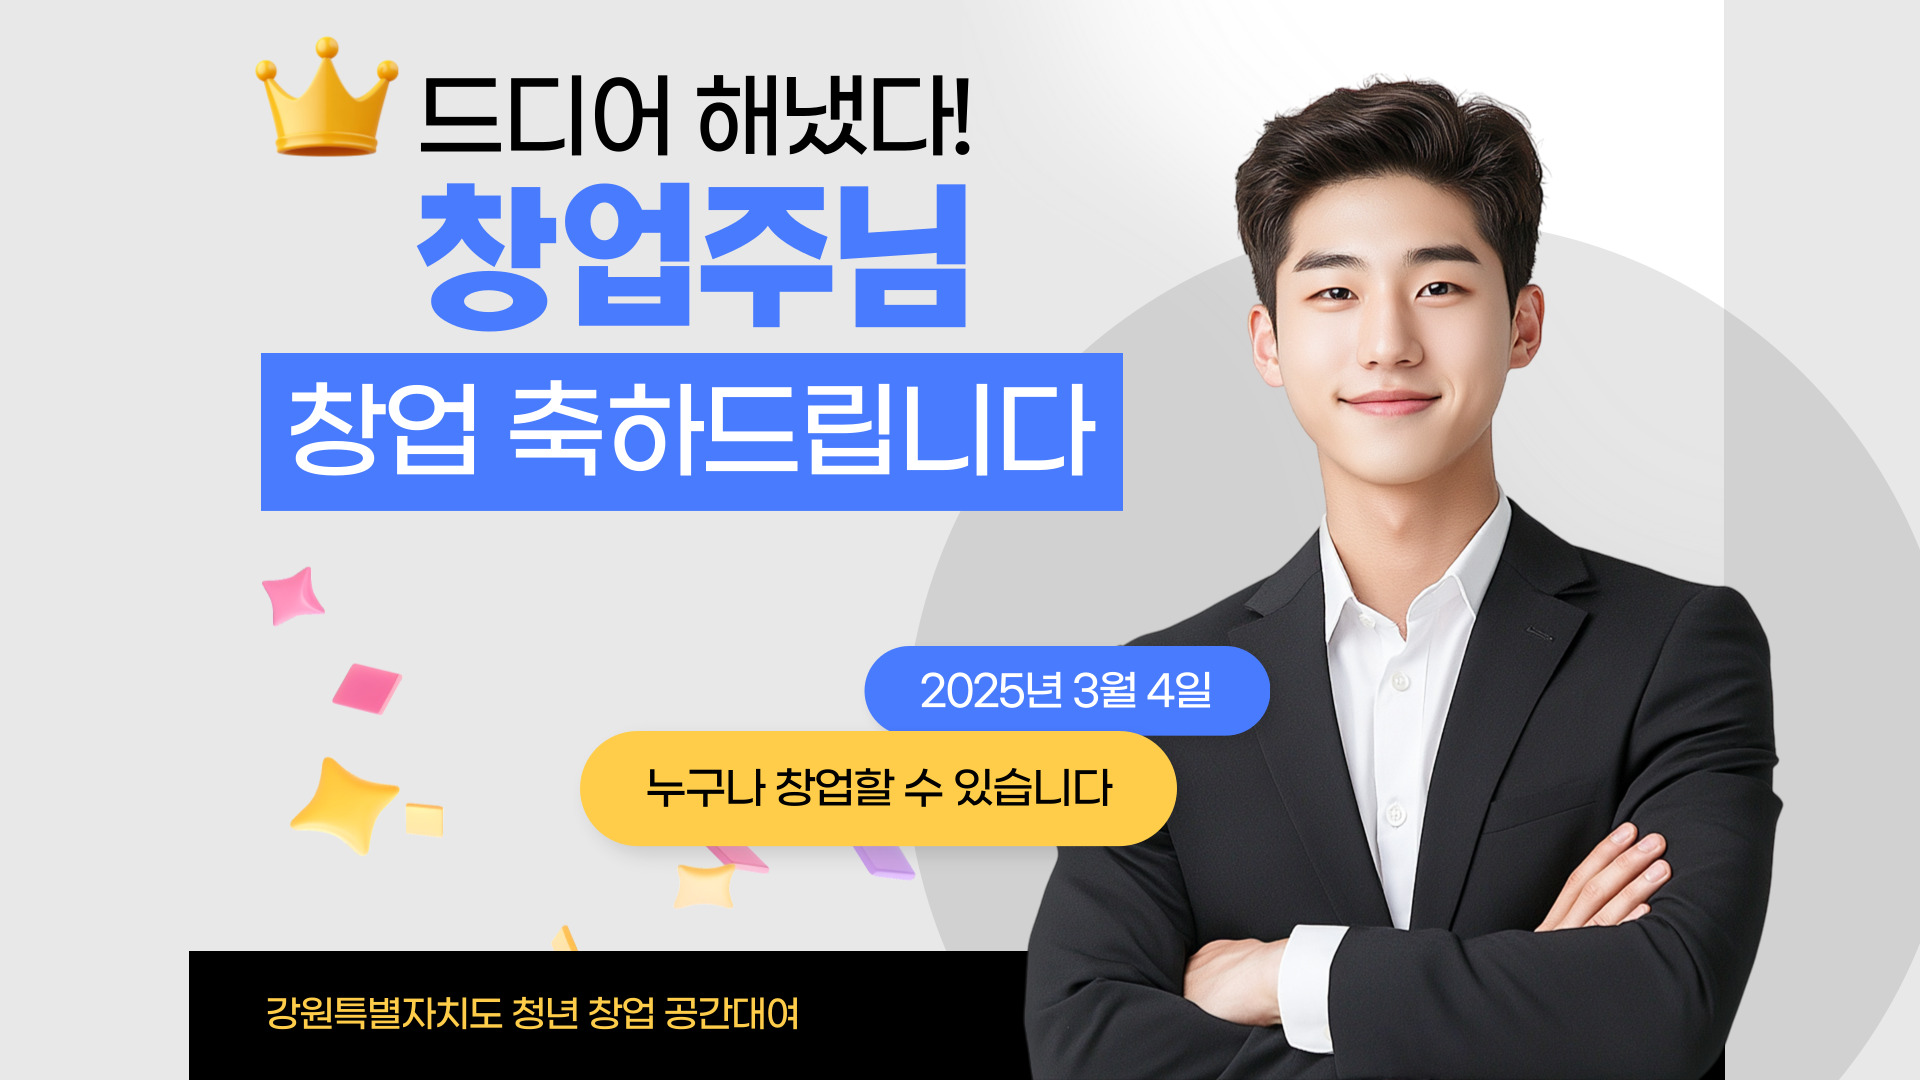 드디어 해냈다!
창업주님
창업 축하드립니다
2025년 3월 4일
누구나 창업할 수 있습니다
강원특별자치도 청년 창업 공간대여